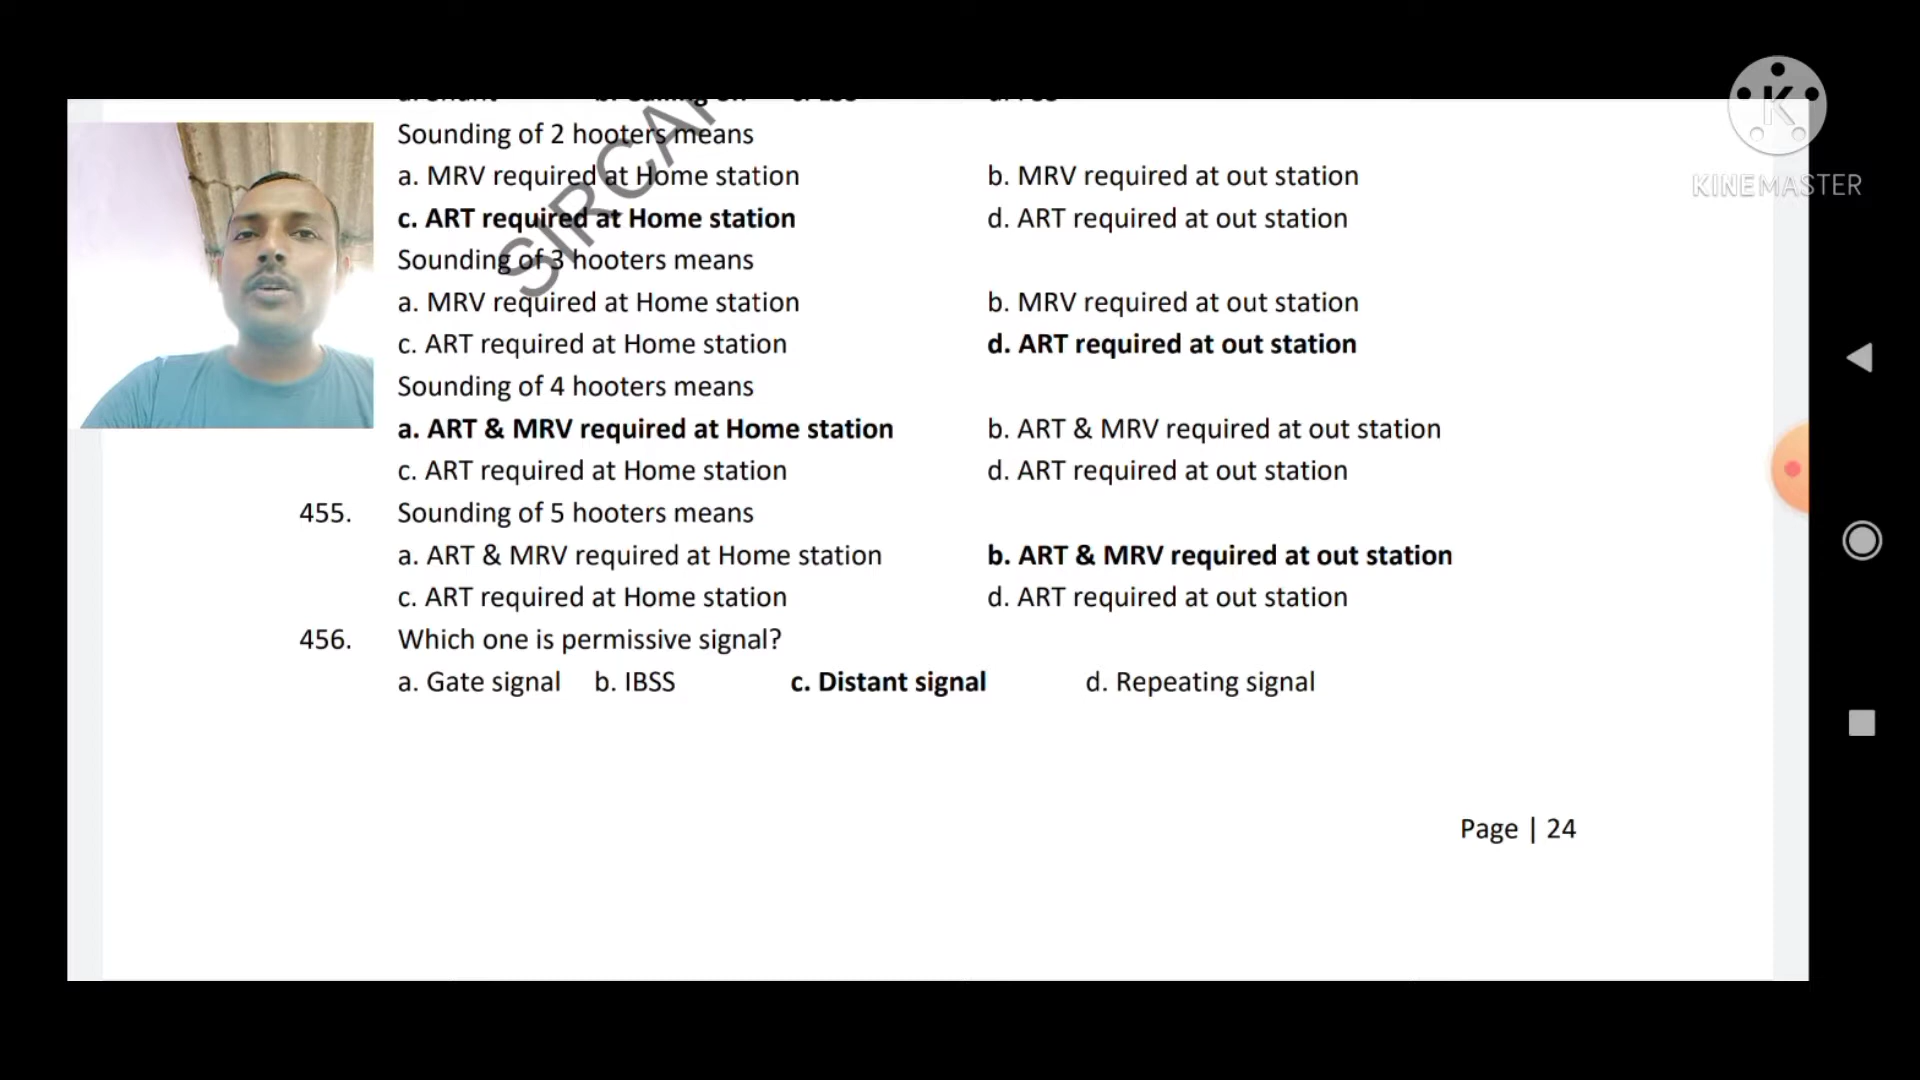 a. Shunt b. Calling on
Sounding of 2 hooters means
a. MRV required at Home station b. MRV required at out station
c. ART required at Home station d. ART required at out station
Sounding of 3 hooters means
a. MRV required at Home station b. MRV required at out station
c. ART required at Home station d. ART required at out station
Sounding of 4 hooters means
a. ART & MRV required at Home station b. ART & MRV required at out station
c. ART required at Home station d. ART required at out station
455. Sounding of 5 hooters means
a. ART & MRV required at Home station b. ART & MRV required at out station
c. ART required at Home station d. ART required at out station
456. Which one is permissive signal?
a. Gate signal b. IBSS c. Distant signal d. Repeating signal
Page | 24
K
KINEMASTER